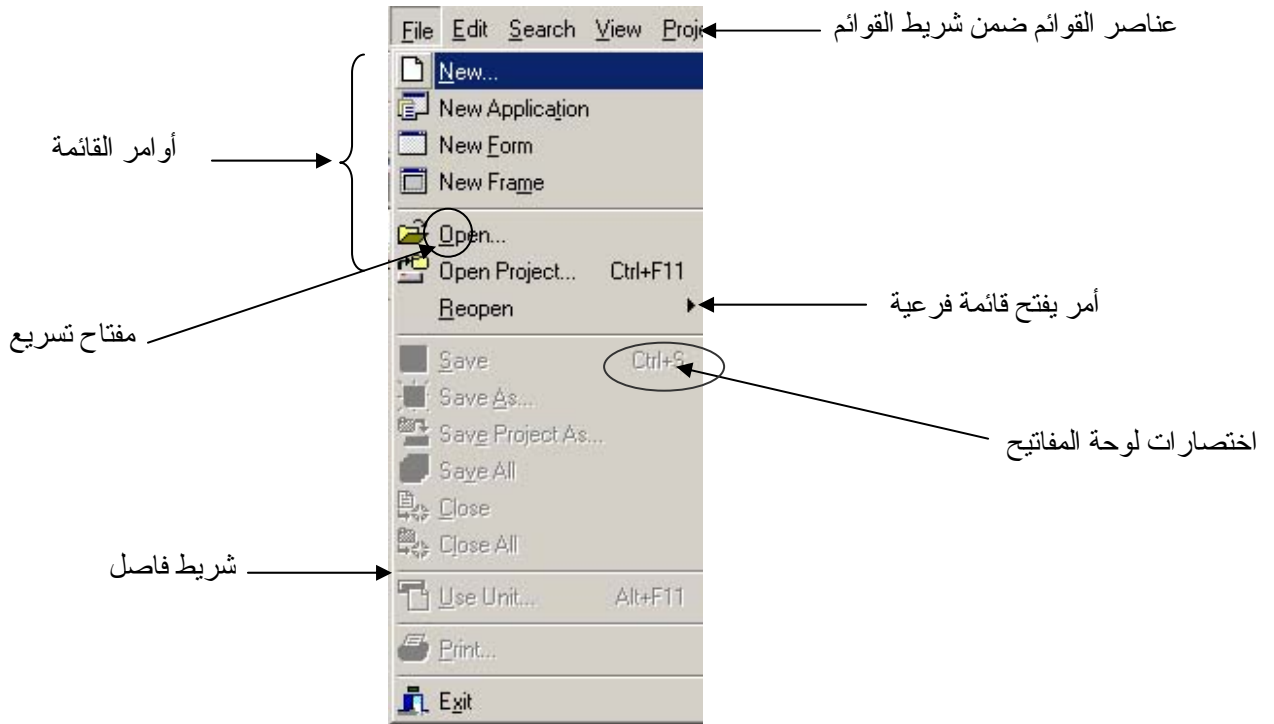 عناصر القوائم ضمن شريط القوائم
File Edit Search View Proje
New...
New Application
أوامر القائمة
New Form
New Frame
Open...
Open Project... Ctrl+F11
أمر يفتح قائمة فرعية
Reopen
مفتاح تسريع
Save Ctrl+S
Save As...
Save Project As...
اختصارات لوحة المفاتيح
Save All
Close
Close All
شريط فاصل
Use Unit... Alt+F11
Print...
Exit